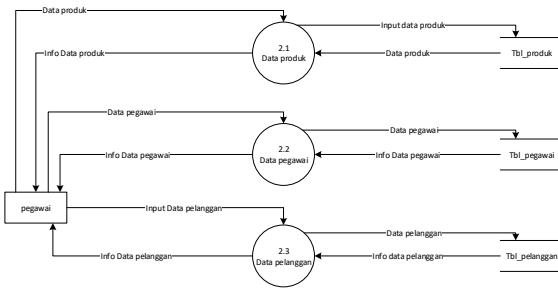 Data produk
Input data produk
2.1
Data produk
Tbl_produk
Info Data produk
Data produk
Data pegawai
Data pegawai
2.2
Data pegawai
Tbl_pegawai
Info Data pegawai
Info Data pegawai
pegawai
Input Data pelanggan
Data pelanggan
2.3
Data pelanggan
Tbl_pelanggan
Info Data pelanggan
Info data pelanggan